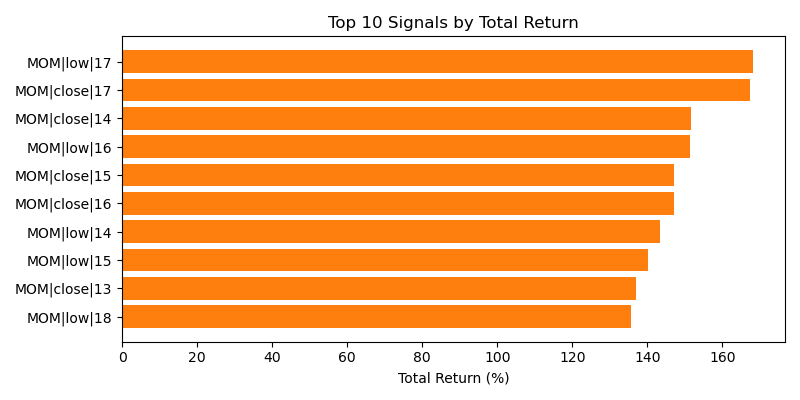 Top 10 Signals by Total Return
MOM|low|17
MOM|close|17
MOM|close|14
MOM|low|16
MOM|close|15
MOM|close|16
MOM|low|14
MOM|low|15
MOM|close|13
MOM|low|18
0 20 40 60 80 100 120 140 160
Total Return (%)